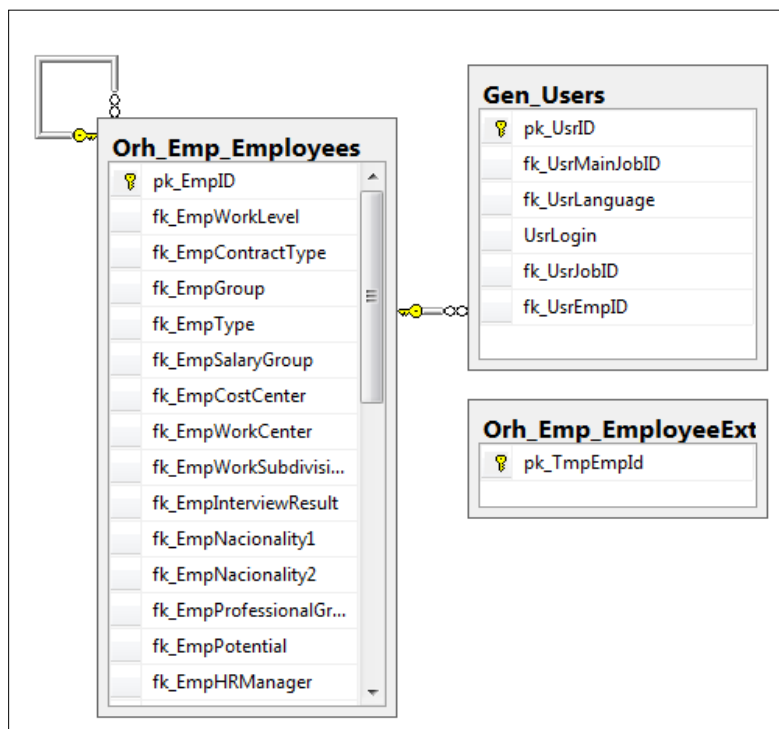 Orh_Emp_Employees
pk_EmpID
fk_EmpWorkLevel
fk_EmpContractType
fk_EmpGroup
fk_EmpType
fk_EmpSalaryGroup
fk_EmpCostCenter
fk_EmpWorkCenter
fk_EmpWorkSubdivisi...
fk_EmpInterviewResult
fk_EmpNacionality1
fk_EmpNacionality2
fk_EmpProfessionalGr...
fk_EmpPotential
fk_EmpHRManager
Gen_Users
pk_UsrID
fk_UsrMainJobID
fk_UsrLanguage
UsrLogin
fk_UsrJobID
fk_UsrEmpID
Orh_Emp_EmployeeExt
pk_TmpEmpId